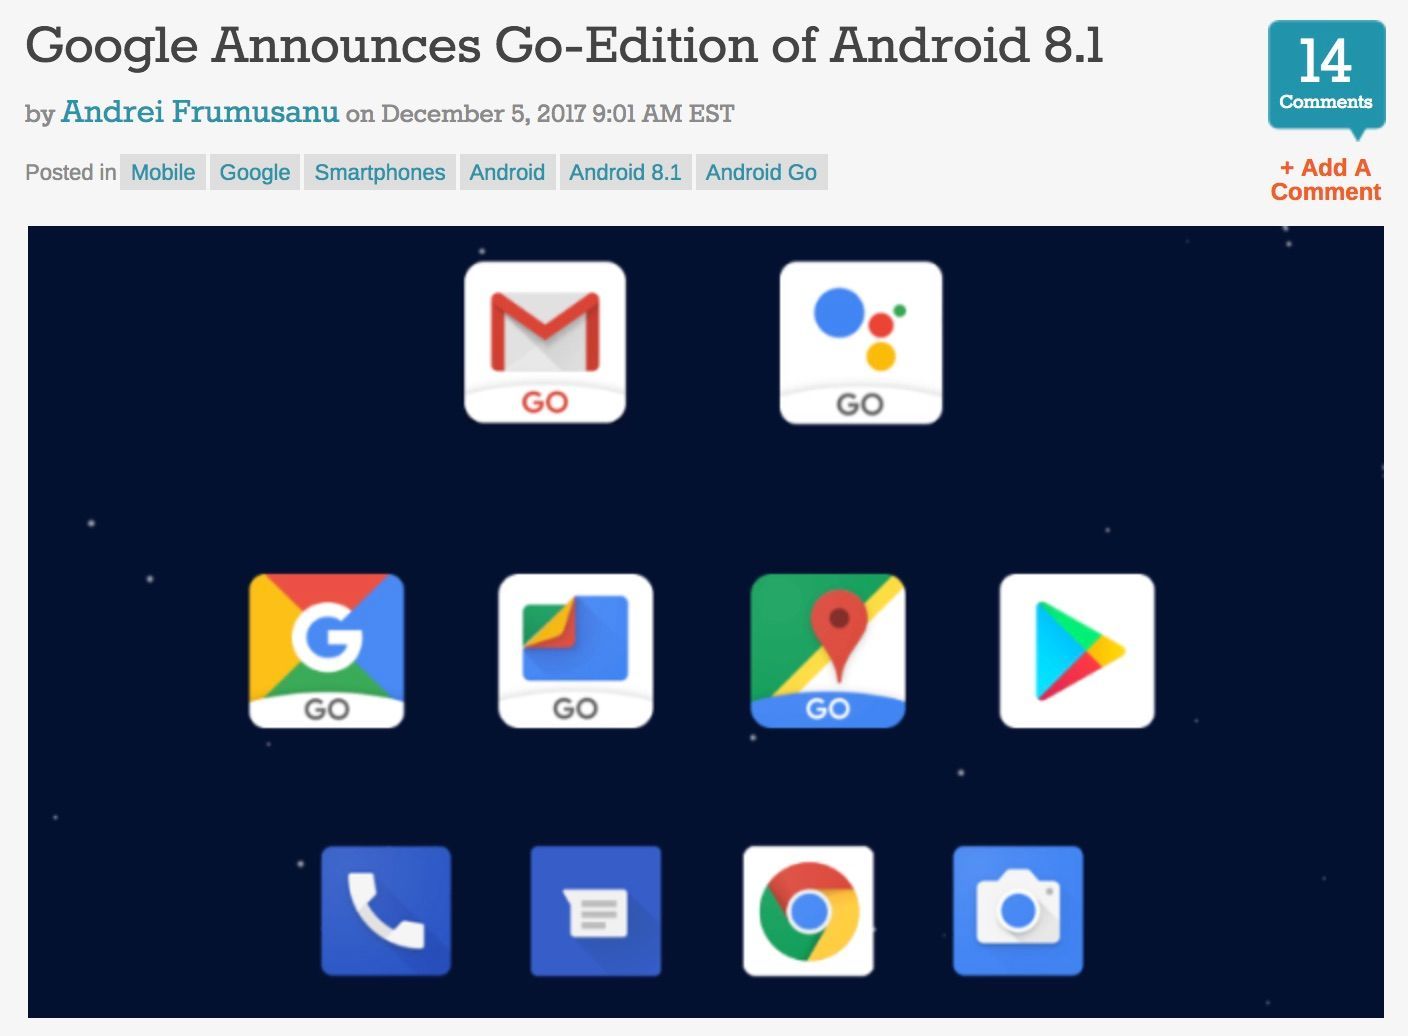 Google Announces Go-Edition of Android 8.1
14
Comments
by Andrei Frumusanu on December 5, 2017 9:01 AM EST
Posted in Mobile Google Smartphones Android Android 8.1 Android Go
+ Add A
Comment
GO
GO
GO
GO
GO